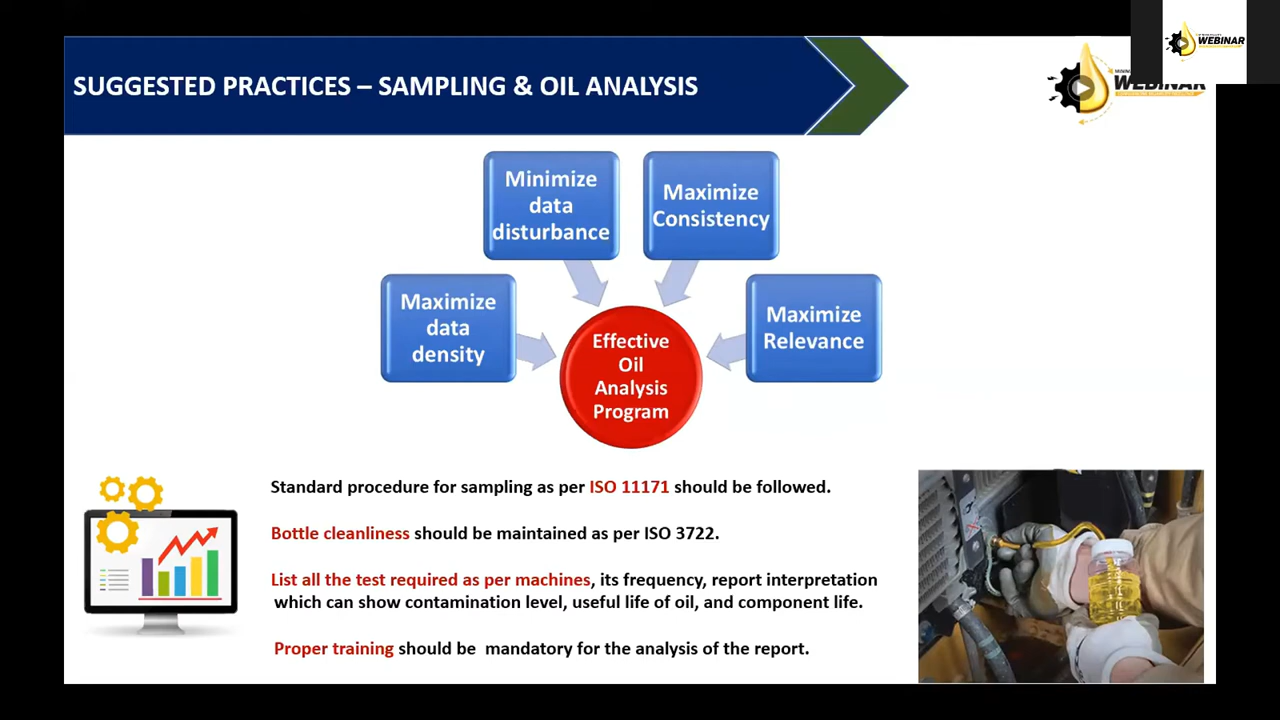 SUGGESTED PRACTICES – SAMPLING & OIL ANALYSIS
WEBINAR
WEBINAR
Minimize
data
disturbance
Maximize
Consistency
Maximize
data
density
Maximize
Relevance
Effective
Oil
Analysis
Program
Standard procedure for sampling as per ISO 11171 should be followed.
Bottle cleanliness should be maintained as per ISO 3722.
List all the test required as per machines, its frequency, report interpretation
which can show contamination level, useful life of oil, and component life.
Proper training should be mandatory for the analysis of the report.